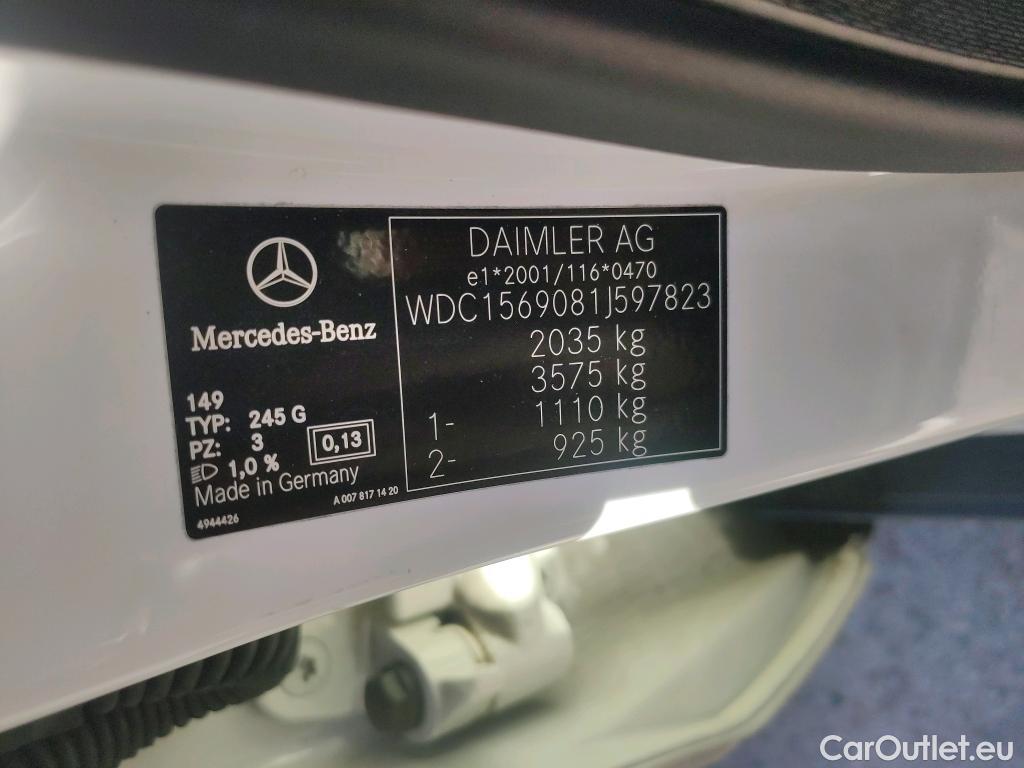 Mercedes-Benz
149
TYP: 245 G
PZ: 3
0,13
1,0 %
Made in Germany
A 007 817 14 20
4944426
DAIMLER AG
e1*2001/116*0470
WDC1569081J597823
2035 kg
3575 kg
1- 1110 kg
2- 925 kg
CarOutlet.eu